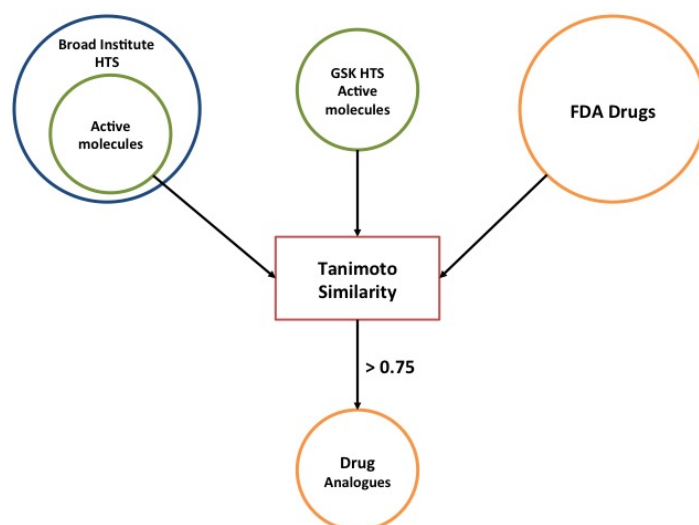 Broad Institute
HTS
Active
molecules
GSK HTS
Active
molecules
FDA Drugs
Tanimoto
Similarity
> 0.75
Drug
Analogues